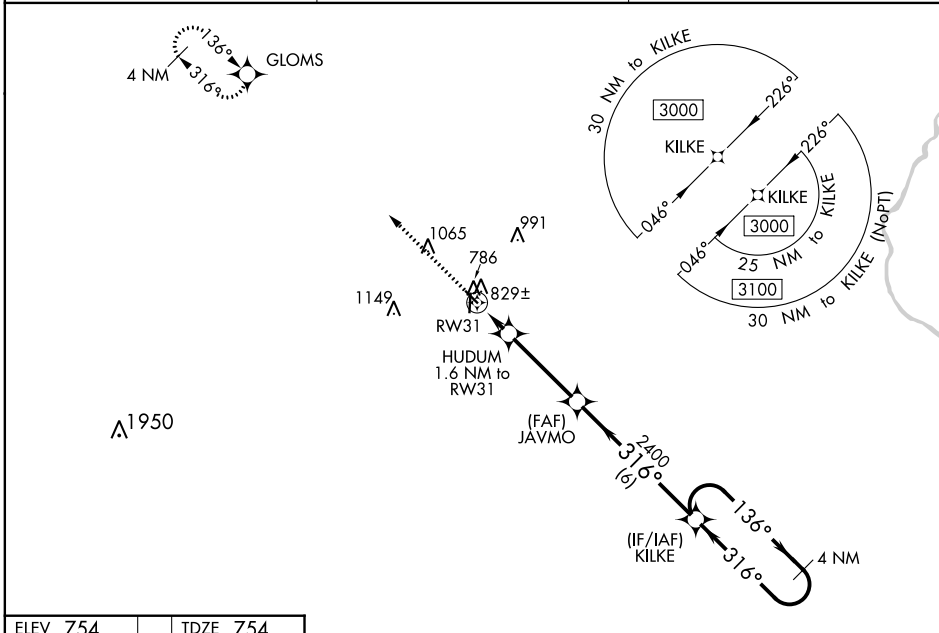 136°
GLOMS
4 NM
316°
30 NM to KILKE
3000
226°
KILKE
046°
226°
KILKE
3000
046°
25 NM to KILKE
3100
30 NM to KILKE (NoPT)
1065
991
786
829±
1149
RW31
HUDUM
1.6 NM to
RW31
(FAF)
JAVMO
1950
2400
316°
(6)
(IF/IAF)
KILKE
136°
316°
4 NM
ELEV 754
TDZE 754